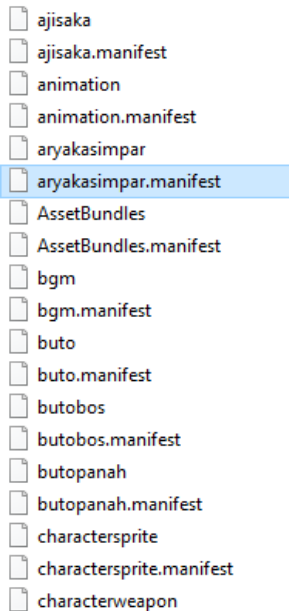 ajisaka
ajisaka.manifest
animation
animation.manifest
aryakasimpar
aryakasimpar.manifest
AssetBundles
AssetBundles.manifest
bgm
bgm.manifest
buto
buto.manifest
butobos
butobos.manifest
butopanah
butopanah.manifest
charactersprite
charactersprite.manifest
characterweapon